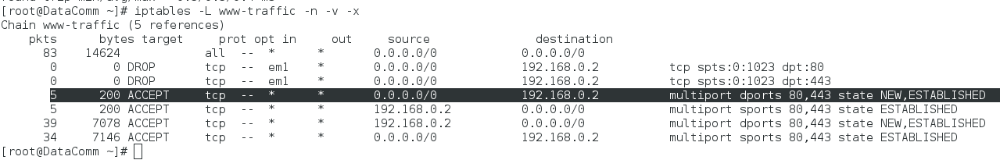 [root@DataComm ~]# iptables -L www-traffic -n -v -x
Chain www-traffic (5 references)
    pkts      bytes target     prot opt in     out     source               destination
      83    14624            all  --  *      *       0.0.0.0/0            0.0.0.0/0
       0        0 DROP       tcp  --  em1    *       0.0.0.0/0            192.168.0.2          tcp spts:0:1023 dpt:80
       0        0 DROP       tcp  --  em1    *       0.0.0.0/0            192.168.0.2          tcp spts:0:1023 dpt:443
       5      200 ACCEPT     tcp  --  *      *       0.0.0.0/0            192.168.0.2          multiport dports 80,443 state NEW,ESTABLISHED
       5      200 ACCEPT     tcp  --  *      *       192.168.0.2          0.0.0.0/0            multiport sports 80,443 state ESTABLISHED
      39     7078 ACCEPT     tcp  --  *      *       192.168.0.2          0.0.0.0/0            multiport dports 80,443 state NEW,ESTABLISHED
      34     7146 ACCEPT     tcp  --  *      *       0.0.0.0/0            192.168.0.2          multiport sports 80,443 state ESTABLISHED
[root@DataComm ~]#